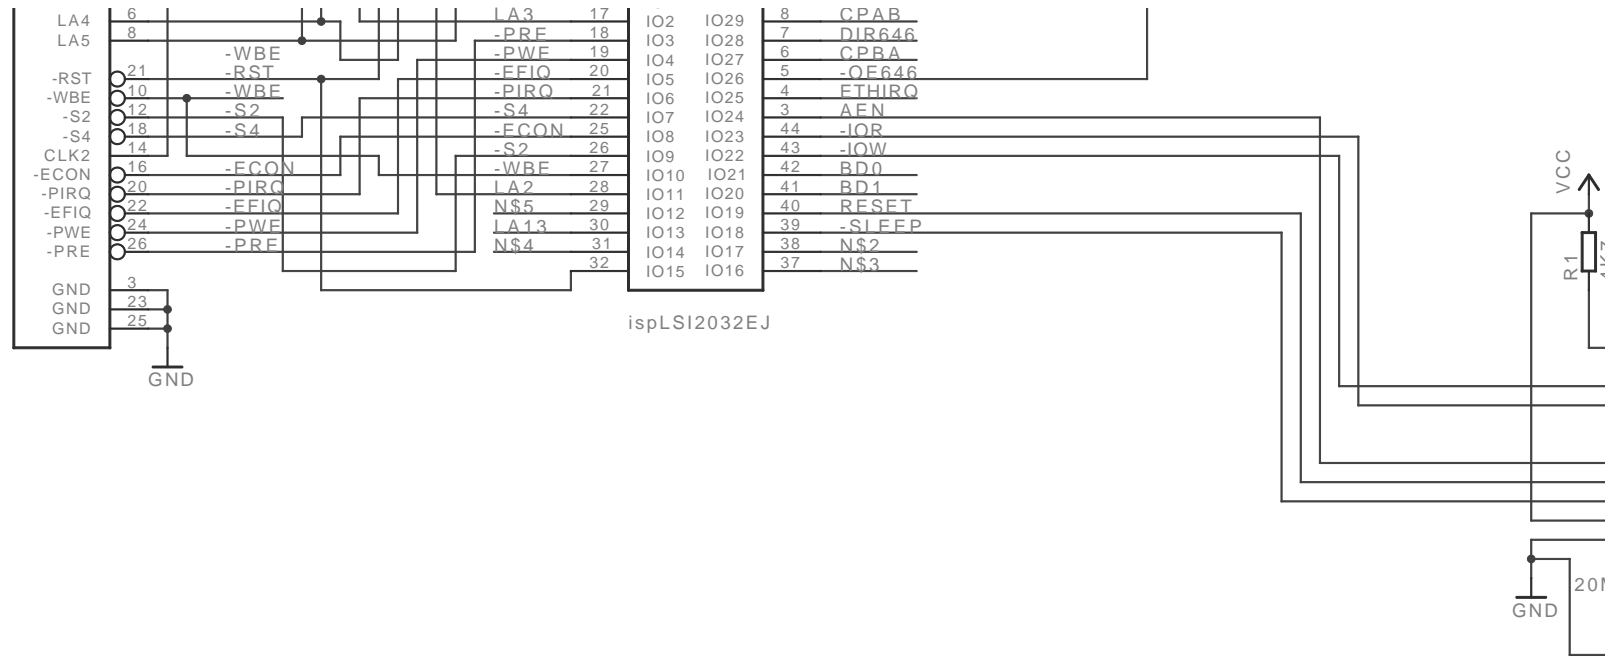 LA4 6
LA5 8
-WBE
-RST 21 -RST
-WBE 10 -WBE
-S2 12 -S2
-S4 18 -S4
CLK2 14
-ECON 16 -ECON
-PIRQ 20 -PIRQ
-EFIQ 22 -EFIQ
-PWE 24 -PWE
-PRE 26 -PRE
GND 3
GND 23
GND 25
GND
LA3 17 IO2 IO29 8 CPAB
-PRE 18 IO3 IO28 7 DIR646
-PWE 19 IO4 IO27 6 CPBA
-EFIQ 20 IO5 IO26 5 -OE646
-PIRQ 21 IO6 IO25 4 ETHIRQ
-S4 22 IO7 IO24 3 AEN
-ECON 25 IO8 IO23 44 -IOR
-S2 26 IO9 IO22 43 -IOW
-WBE 27 IO10 IO21 42 BD0
LA2 28 IO11 IO20 41 BD1
N$5 29 IO12 IO19 40 RESET
LA13 30 IO13 IO18 39 -SLEEP
N$4 31 IO14 IO17 38 N$2
32 IO15 IO16 37 N$3
ispLSI2032EJ
VCC
R1
GND